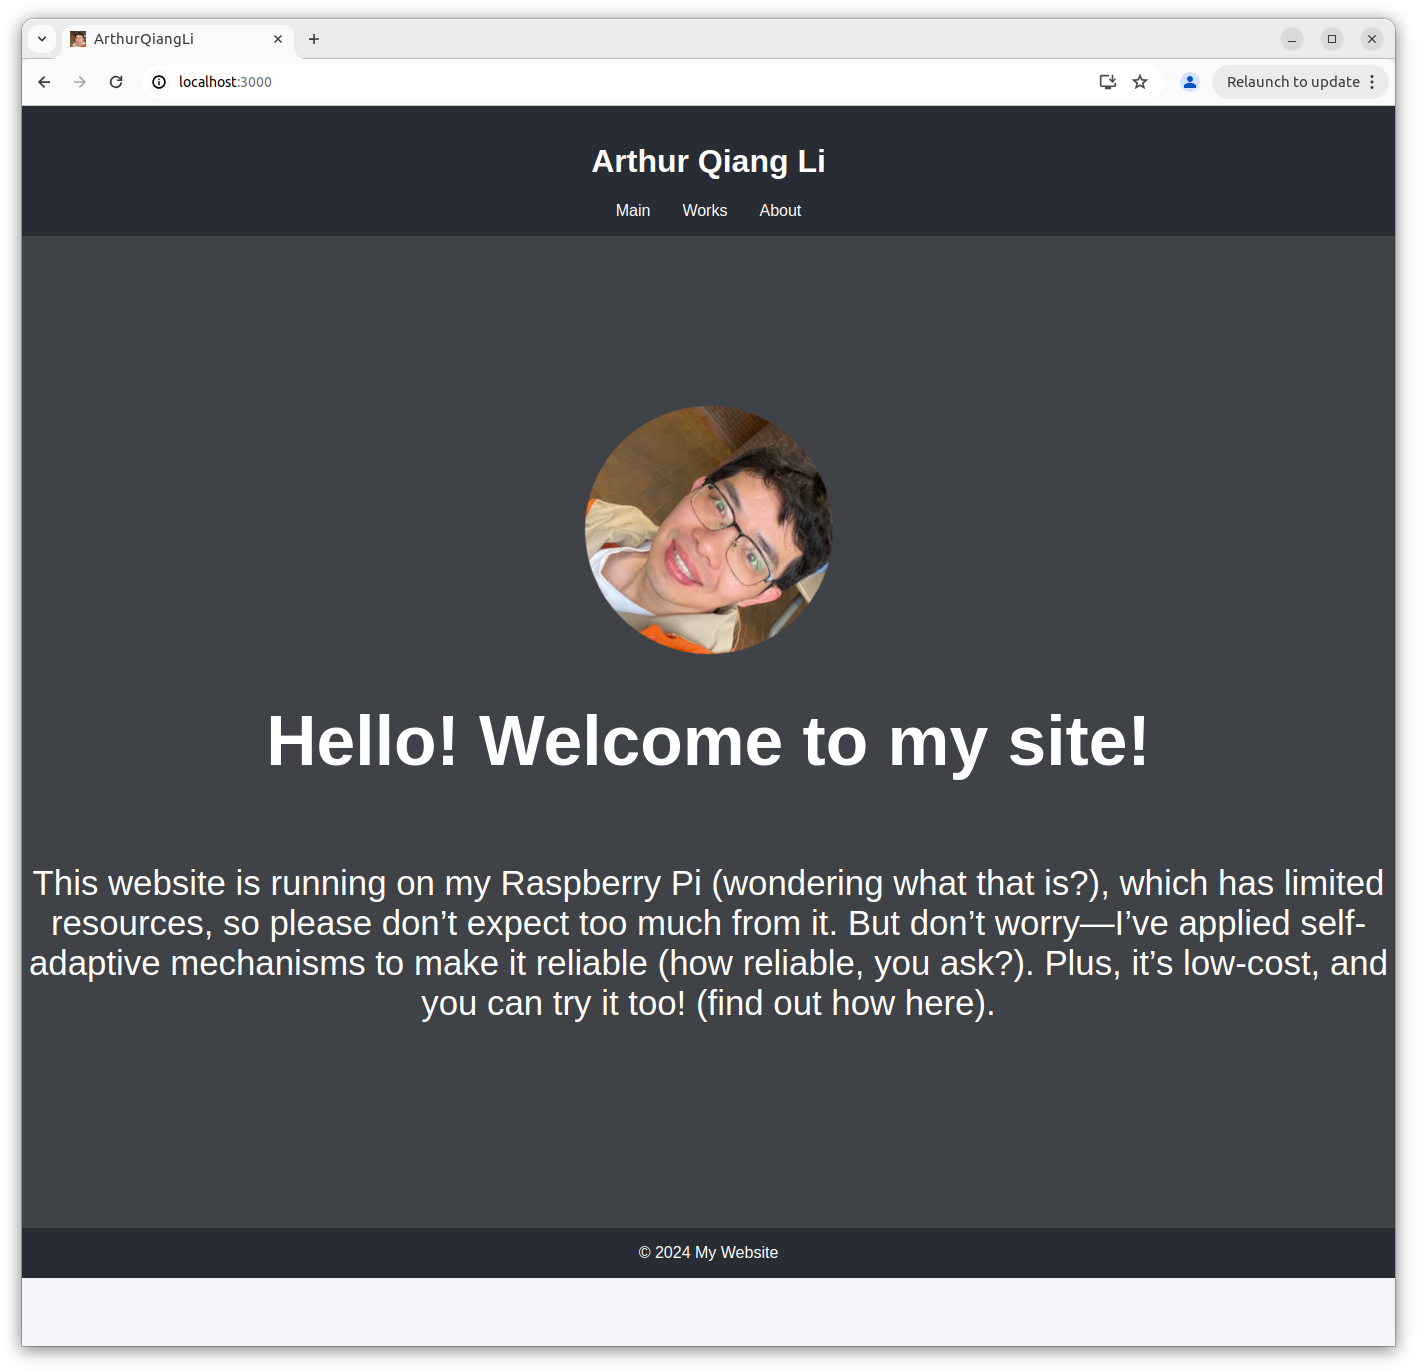 ArthurQiangLi
localhost:3000
Relaunch to update
Arthur Qiang Li
Main Works About
Hello! Welcome to my site!
This website is running on my Raspberry Pi (wondering what that is?), which has limited
resources, so please don’t expect too much from it. But don’t worry—I’ve applied self-
adaptive mechanisms to make it reliable (how reliable, you ask?). Plus, it’s low-cost, and
you can try it too! (find out how here).
© 2024 My Website